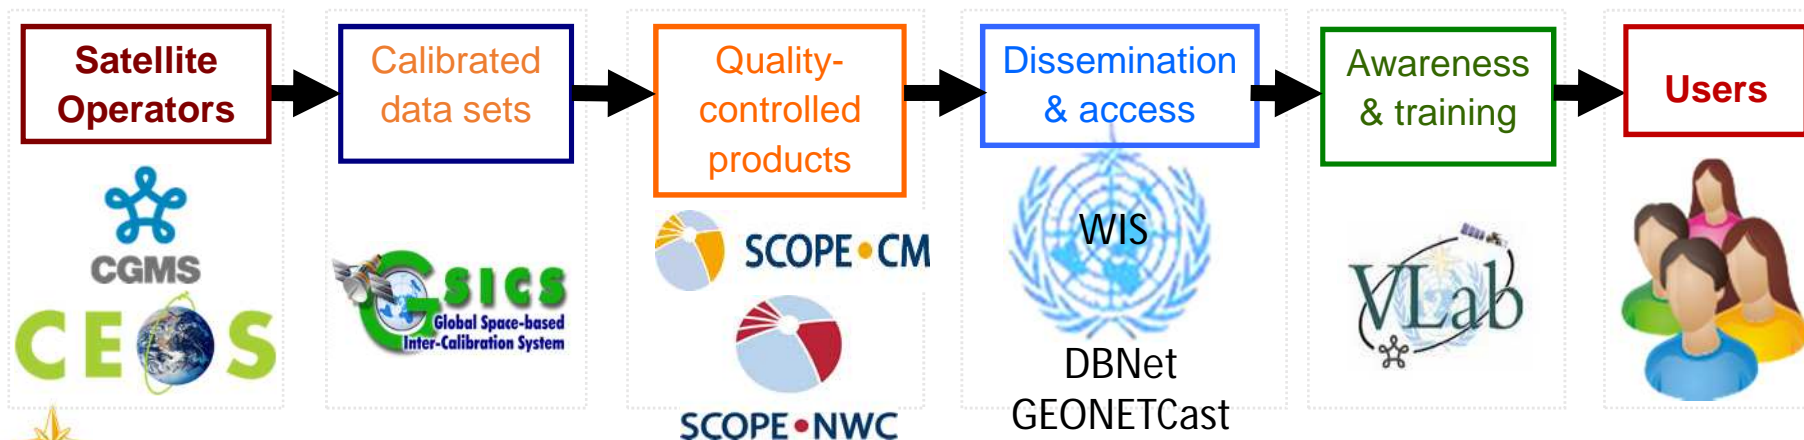 Satellite
Operators
Calibrated
data sets
Quality-
controlled
products
Dissemination
& access
Awareness
& training
Users
CGMS
CEOS
GSICS
Global Space-based
Inter-Calibration System
SCOPE•CM
SCOPE•NWC
WIS
DBNet
GEONETCast
VLab